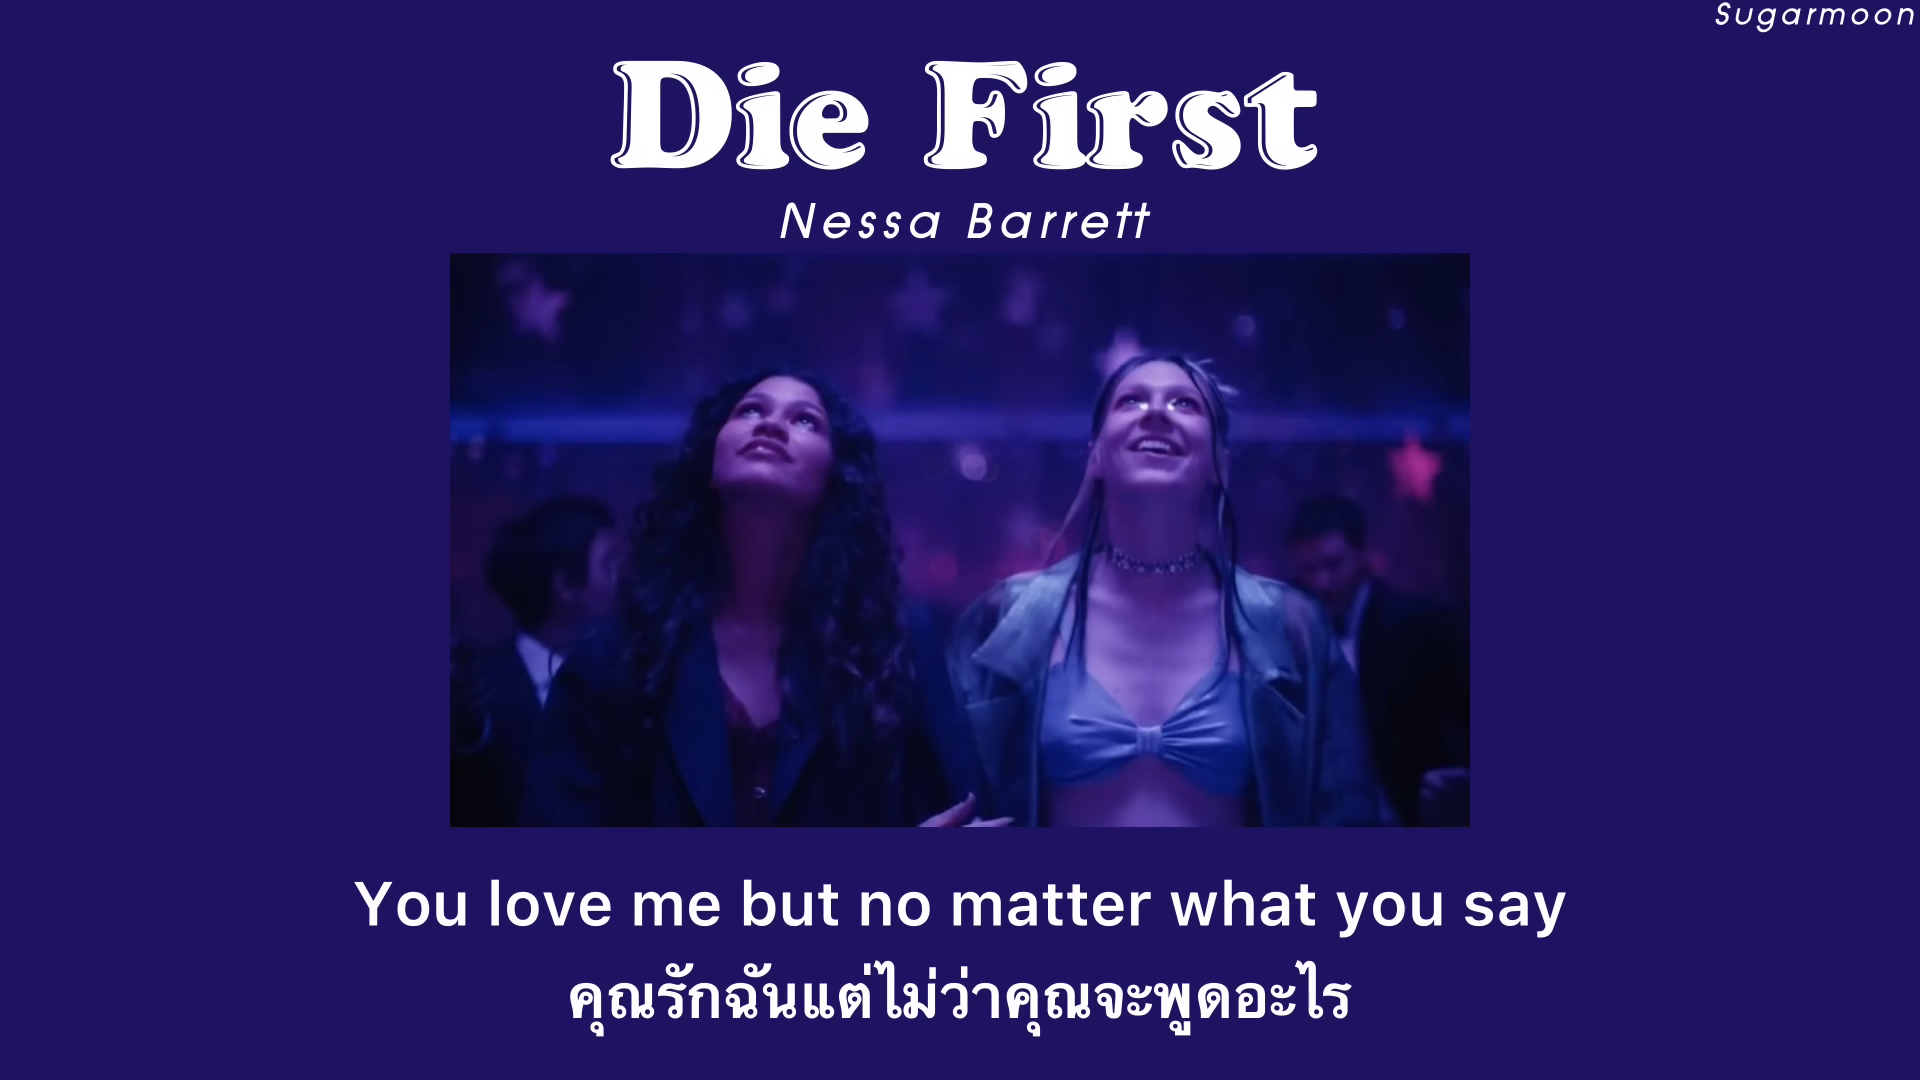 Sugarmoon
Die First
Nessa Barrett
You love me but no matter what you say
คุณรักฉันแต่ไม่ว่าคุณจะพูดอะไร